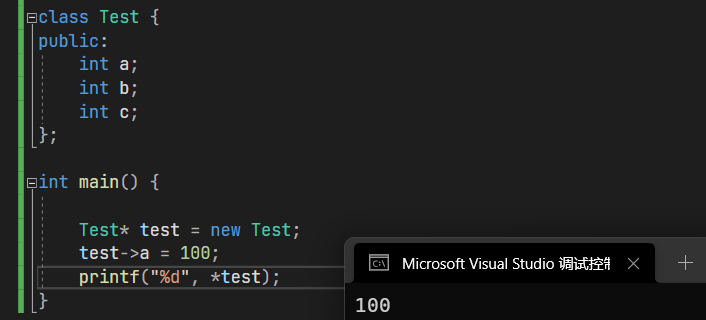 class Test {
public:
    int a;
    int b;
    int c;
};
int main() {
    Test* test = new Test;
    test->a = 100;
    printf("%d", *test);
}
Microsoft Visual Studio 调试控
100